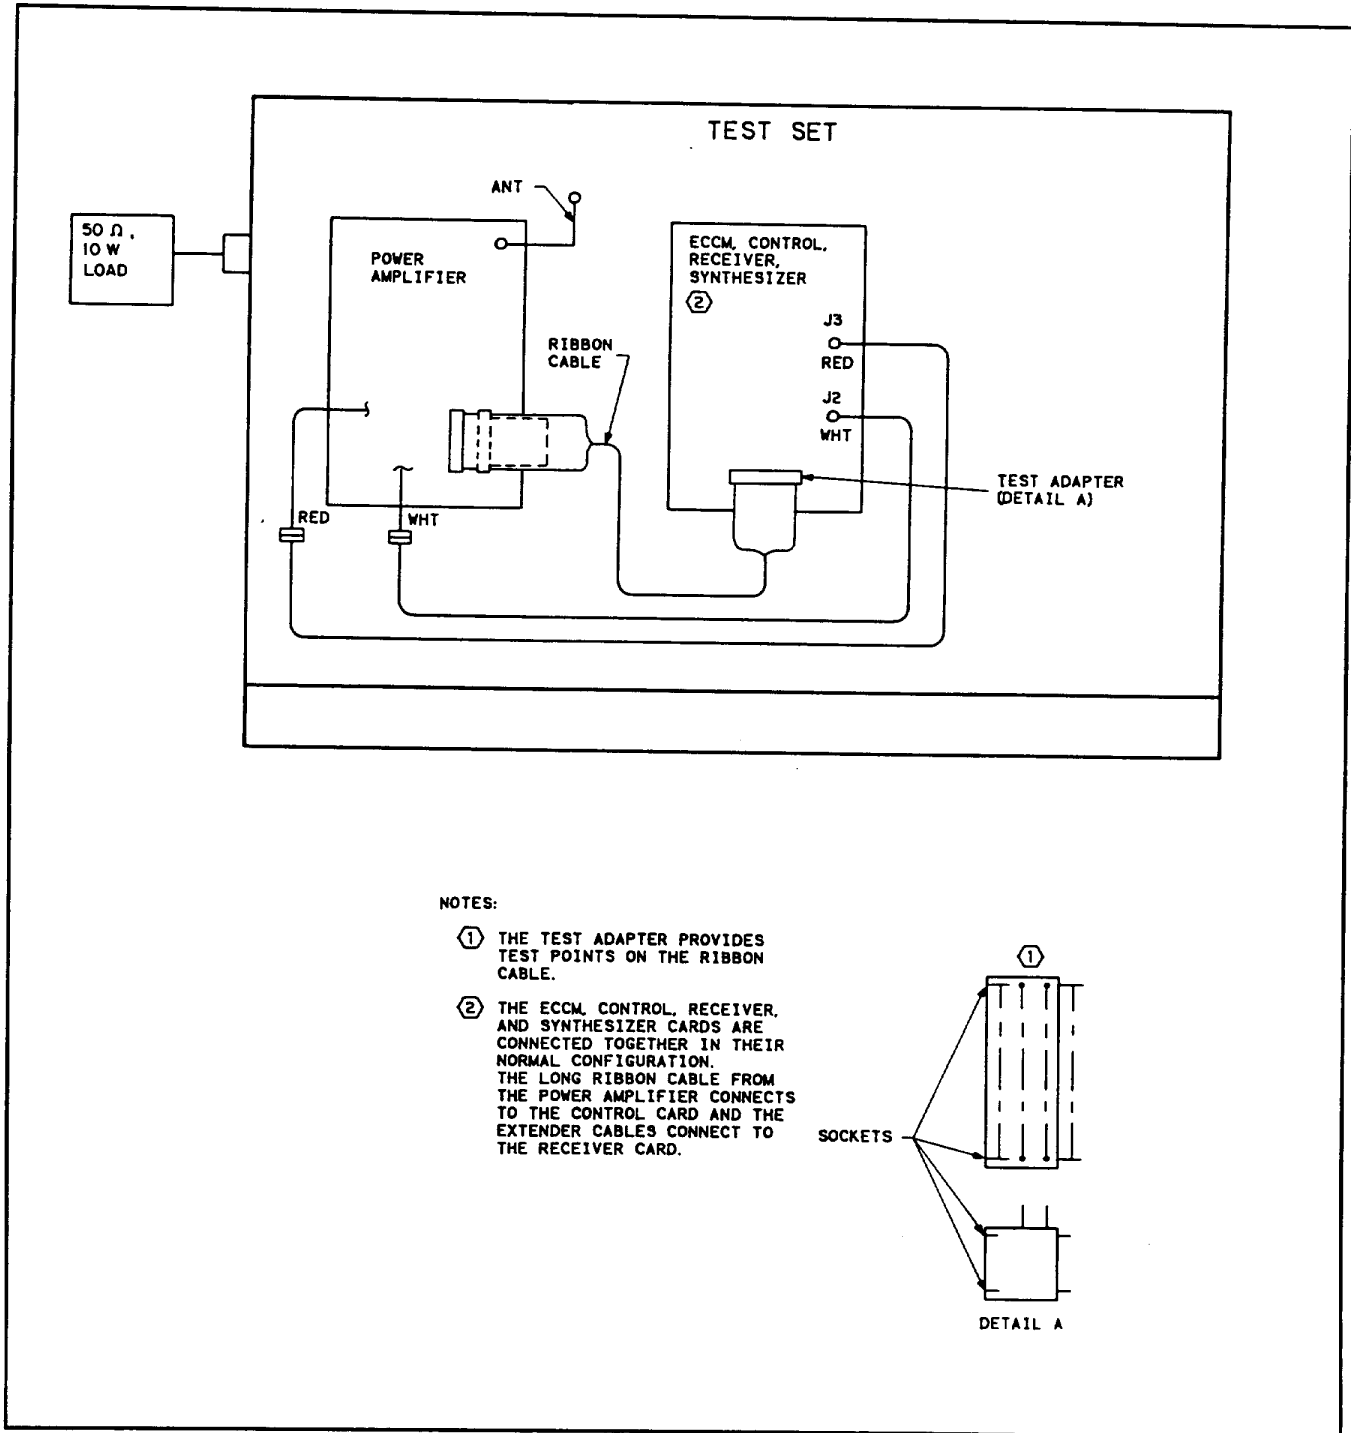 TEST SET
ANT
50 Ω,
10 W
LOAD
POWER
AMPLIFIER
ECCM, CONTROL,
RECEIVER,
SYNTHESIZER
2
J3
RED
RIBBON
CABLE
J2
WHT
TEST ADAPTER
(DETAIL A)
RED
WHT
NOTES:
1 THE TEST ADAPTER PROVIDES
TEST POINTS ON THE RIBBON
CABLE.
2 THE ECCM, CONTROL, RECEIVER,
AND SYNTHESIZER CARDS ARE
CONNECTED TOGETHER IN THEIR
NORMAL CONFIGURATION.
THE LONG RIBBON CABLE FROM
THE POWER AMPLIFIER CONNECTS
TO THE CONTROL CARD AND THE
EXTENDER CABLES CONNECT TO
THE RECEIVER CARD.
1
SOCKETS
DETAIL A